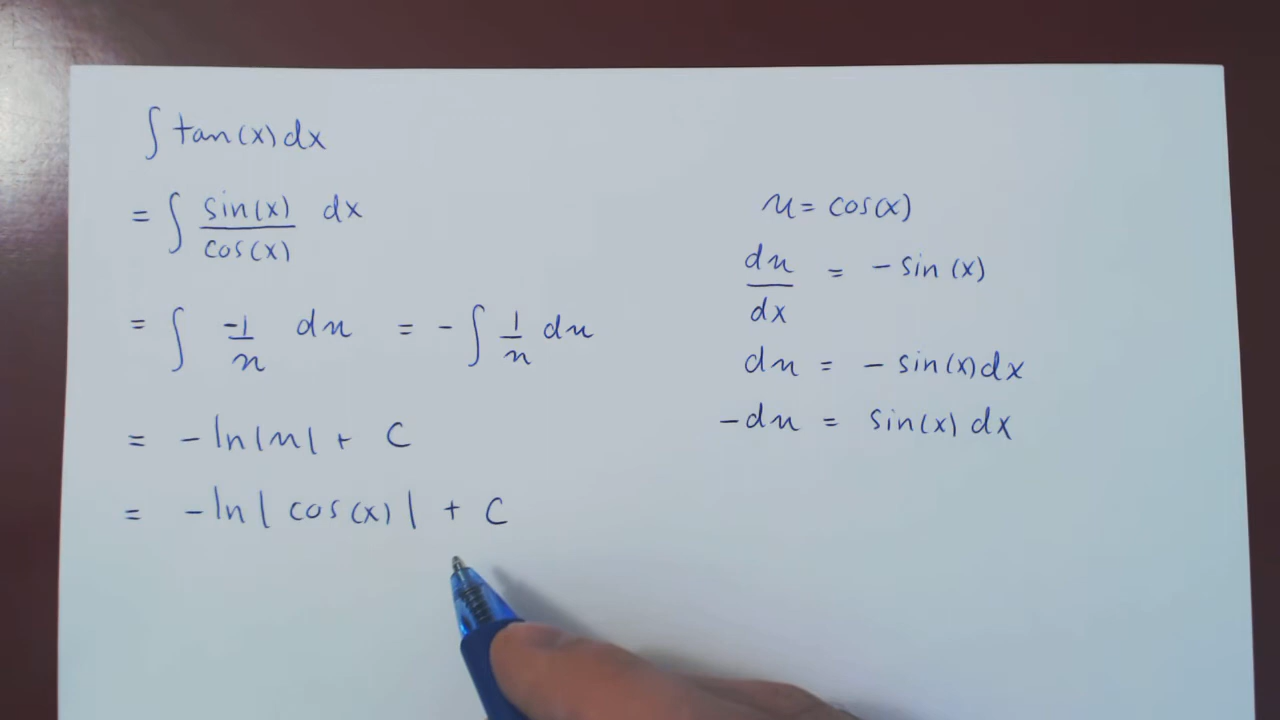 ∫ tan(x) dx
= ∫ sin(x)/cos(x) dx
= ∫ -1/u du = - ∫ 1/u du
= -ln|u| + C
= -ln| cos(x) | + C
u = cos(x)
du/dx = - sin(x)
du = - sin(x) dx
-du = sin(x) dx